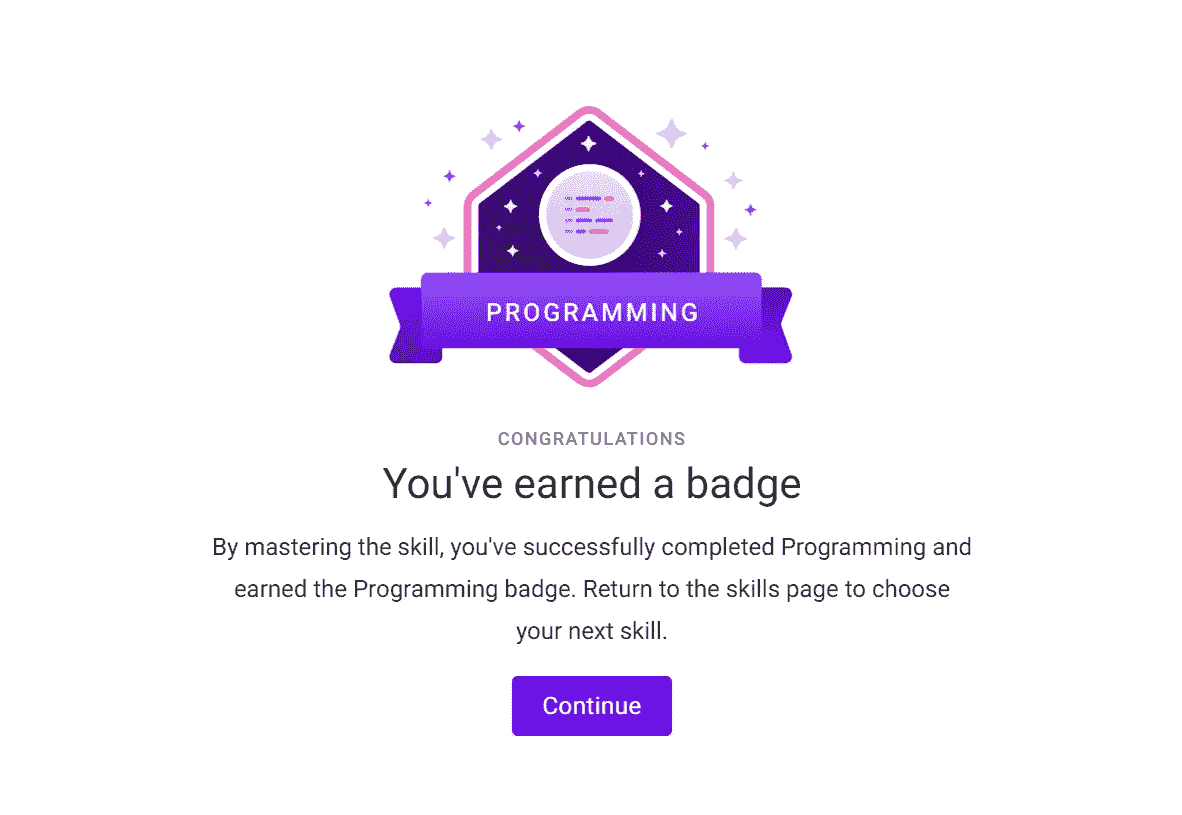 PROGRAMMING
CONGRATULATIONS
You've earned a badge
By mastering the skill, you've successfully completed Programming and
earned the Programming badge. Return to the skills page to choose
your next skill.
Continue